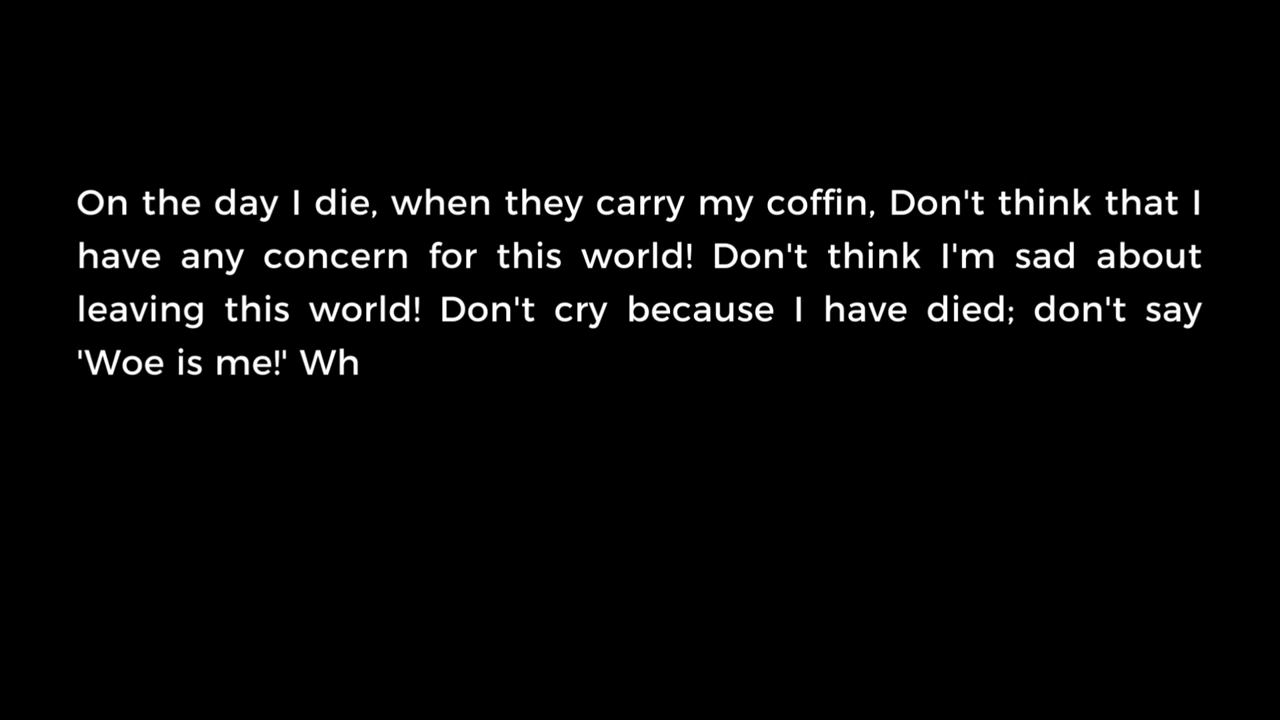 On the day I die, when they carry my coffin, Don't think that I
have any concern for this world! Don't think I'm sad about
leaving this world! Don't cry because I have died; don't say
'Woe is me!' Wh